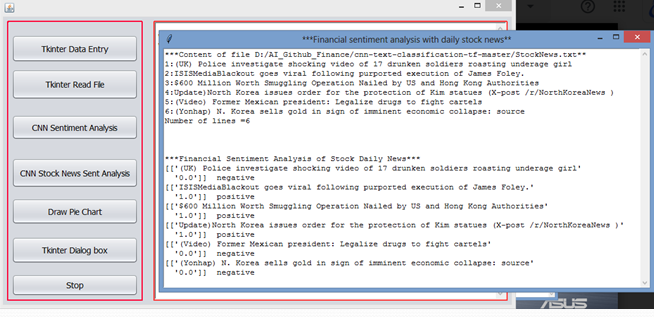 Tkinter Data Entry
Tkinter Read File
CNN Sentiment Analysis
CNN Stock News Sent Analysis
Draw Pie Chart
Tkinter Dialog box
Stop
***Financial sentiment analysis with daily stock news**
***Content of file D:/AI_Github_Finance/cnn-text-classification-tf-master/StockNews.txt**
1:(UK) Police investigate shocking video of 17 drunken soldiers roasting underage girl
2:ISISMediaBlackout goes viral following purported execution of James Foley.
3:$600 Million Worth Smuggling Operation Nailed by US and Hong Kong Authorities
4:Update)North Korea issues order for the protection of Kim statues (X-post /r/NorthKoreaNews )
5:(Video) Former Mexican president: Legalize drugs to fight cartels
6:(Yonhap) N. Korea sells gold in sign of imminent economic collapse: source
Number of lines =6
***Financial Sentiment Analysis of Stock Daily News***
[['(UK) Police investigate shocking video of 17 drunken soldiers roasting underage girl'
'0.0']] negative
[['ISISMediaBlackout goes viral following purported execution of James Foley.'
'1.0']] positive
[['$600 Million Worth Smuggling Operation Nailed by US and Hong Kong Authorities'
'1.0']] positive
[['Update)North Korea issues order for the protection of Kim statues (X-post /r/NorthKoreaNews )'
'1.0']] positive
[['(Video) Former Mexican president: Legalize drugs to fight cartels'
'0.0']] negative
[['(Yonhap) N. Korea sells gold in sign of imminent economic collapse: source'
'0.0']] negative
ASUS